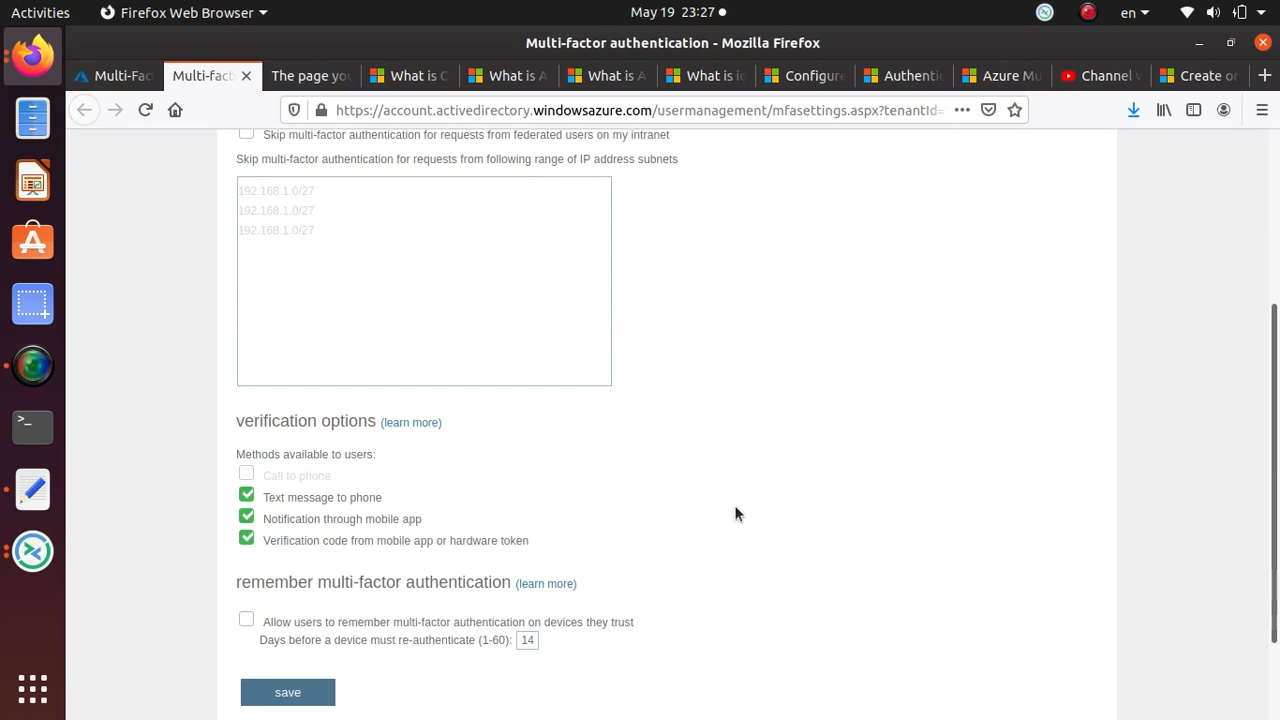 Activities
Firefox Web Browser
May 19 23:27
en
Multi-factor authentication - Mozilla Firefox
Multi-Fac
Multi-fact
The page yo
What is C
What is A
What is A
What is io
Configure
Authentic
Azure Mu
Channel v
Create or
https://account.activedirectory.windowsazure.com/usermanagement/mfasettings.aspx?tenantId=
Skip multi-factor authentication for requests from federated users on my intranet
Skip multi-factor authentication for requests from following range of IP address subnets
192.168.1.0/27
192.168.1.0/27
192.168.1.0/27
verification options (learn more)
Methods available to users:
Call to phone
Text message to phone
Notification through mobile app
Verification code from mobile app or hardware token
remember multi-factor authentication (learn more)
Allow users to remember multi-factor authentication on devices they trust
Days before a device must re-authenticate (1-60): 14
save